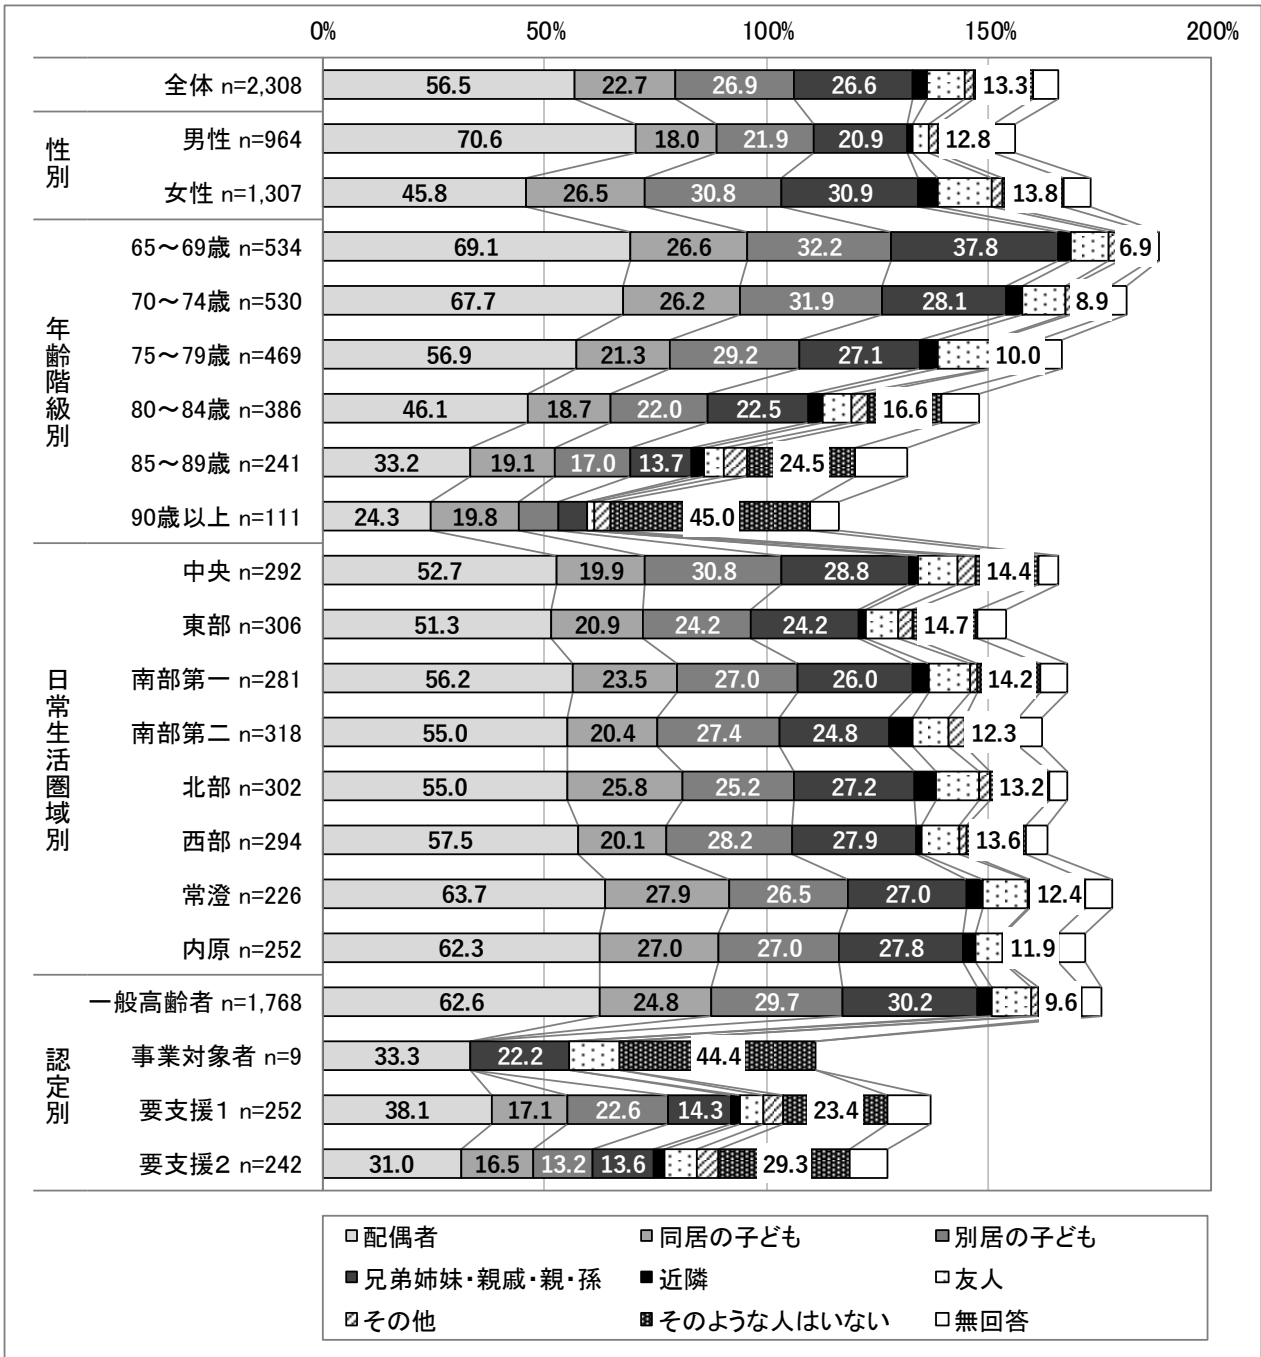 0% 50% 100% 150% 200%
全体 n=2,308 56.5 22.7 26.9 26.6 13.3
性別
男性 n=964 70.6 18.0 21.9 20.9 12.8
女性 n=1,307 45.8 26.5 30.8 30.9 13.8
年齢階級別
65～69歳 n=534 69.1 26.6 32.2 37.8 6.9
70～74歳 n=530 67.7 26.2 31.9 28.1 8.9
75～79歳 n=469 56.9 21.3 29.2 27.1 10.0
80～84歳 n=386 46.1 18.7 22.0 22.5 16.6
85～89歳 n=241 33.2 19.1 17.0 13.7 24.5
90歳以上 n=111 24.3 19.8 45.0
日常生活圏域別
中央 n=292 52.7 19.9 30.8 28.8 14.4
東部 n=306 51.3 20.9 24.2 24.2 14.7
南部第一 n=281 56.2 23.5 27.0 26.0 14.2
南部第二 n=318 55.0 20.4 27.4 24.8 12.3
北部 n=302 55.0 25.8 25.2 27.2 13.2
西部 n=294 57.5 20.1 28.2 27.9 13.6
常澄 n=226 63.7 27.9 26.5 27.0 12.4
内原 n=252 62.3 27.0 27.0 27.8 11.9
認定別
一般高齢者 n=1,768 62.6 24.8 29.7 30.2 9.6
事業対象者 n=9 33.3 22.2 44.4
要支援1 n=252 38.1 17.1 22.6 14.3 23.4
要支援2 n=242 31.0 16.5 13.2 13.6 29.3
配偶者 同居の子ども 別居の子ども
兄弟姉妹・親戚・親・孫 近隣 友人
その他 そのような人はいない 無回答